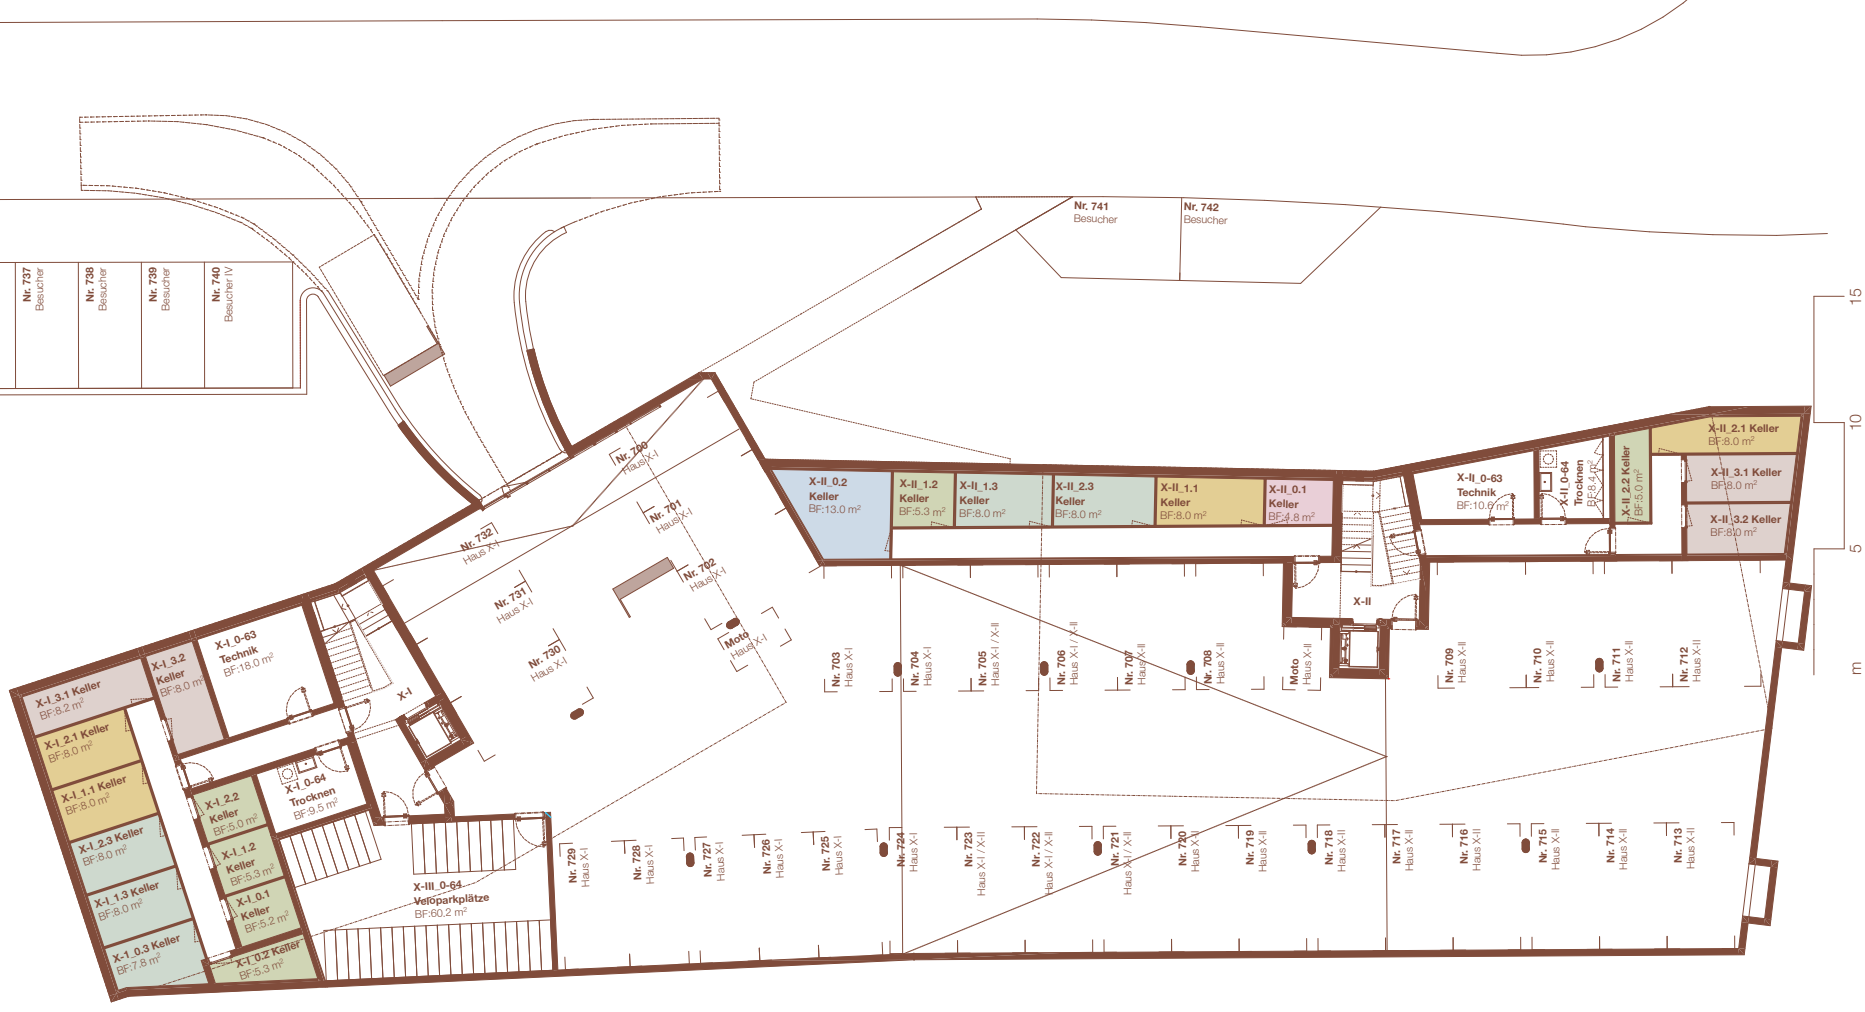 Nr. 741
Besucher
Nr. 742
Besucher
Nr. 737
Besucher
Nr. 738
Besucher
Nr. 739
Besucher
Nr. 740
Besucher IV
15
10
5
m
Nr. 700
Haus X-I
Nr. 701
Haus X-I
Nr. 702
Haus X-I
Moto
Haus X-I
Nr. 732
Haus X-I
Nr. 731
Haus X-I
Nr. 730
Haus X-I
X-II_0.2
Keller
BF:13.0 m²
X-II_1.2
Keller
BF:5.3 m²
X-II_1.3
Keller
BF:8.0 m²
X-II_2.3
Keller
BF:8.0 m²
X-II_1.1
Keller
BF:8.0 m²
X-II_0.1
Keller
BF:4.8 m²
X-II_0-63
Technik
BF:10.6 m²
X-II_0-64
Trocknen
BF:8.4 m²
X-II_2.2 Keller
BF:5.0 m²
X-II_2.1 Keller
BF:8.0 m²
X-II_3.1 Keller
BF:8.0 m²
X-II_3.2 Keller
BF:8.0 m²
X-II
X-I_3.1 Keller
BF:8.2 m²
X-I_3.2
Keller
BF:8.0 m²
X-I_0-63
Technik
BF:18.0 m²
X-I
X-I_2.1 Keller
BF:8.0 m²
X-I_1.1 Keller
BF:8.0 m²
X-I_2.3 Keller
BF:8.0 m²
X-I_1.3 Keller
BF:8.0 m²
X-1_0.3 Keller
BF:7.8 m²
X-I_2.2
Keller
BF:5.0 m²
X-I_1.2
Keller
BF:5.3 m²
X-I_0.1
Keller
BF:5.2 m²
X-I_0.2 Keller
BF:5.3 m²
X-I_0-64
Trocknen
BF:9.5 m²
X-III_0-64
Veloparkplätze
BF:60.2 m²
Nr. 703
Haus X-I
Nr. 704
Haus X-I
Nr. 705
Haus X-I / X-II
Nr. 706
Haus X-I / X-II
Nr. 707
Haus X-II
Nr. 708
Haus X-II
Moto
Haus X-II
Nr. 709
Haus X-II
Nr. 710
Haus X-II
Nr. 711
Haus X-II
Nr. 712
Haus X-II
Nr. 729
Haus X-I
Nr. 728
Haus X-I
Nr. 727
Haus X-I
Nr. 726
Haus X-I
Nr. 725
Haus X-I
Nr. 724
Haus X-I
Nr. 723
Haus X-I / X-II
Nr. 722
Haus X-I / X-II
Nr. 721
Haus X-I / X-II
Nr. 720
Haus X-II
Nr. 719
Haus X-II
Nr. 718
Haus X-II
Nr. 717
Haus X-II
Nr. 716
Haus X-II
Nr. 715
Haus X-II
Nr. 714
Haus X-II
Nr. 713
Haus X-II